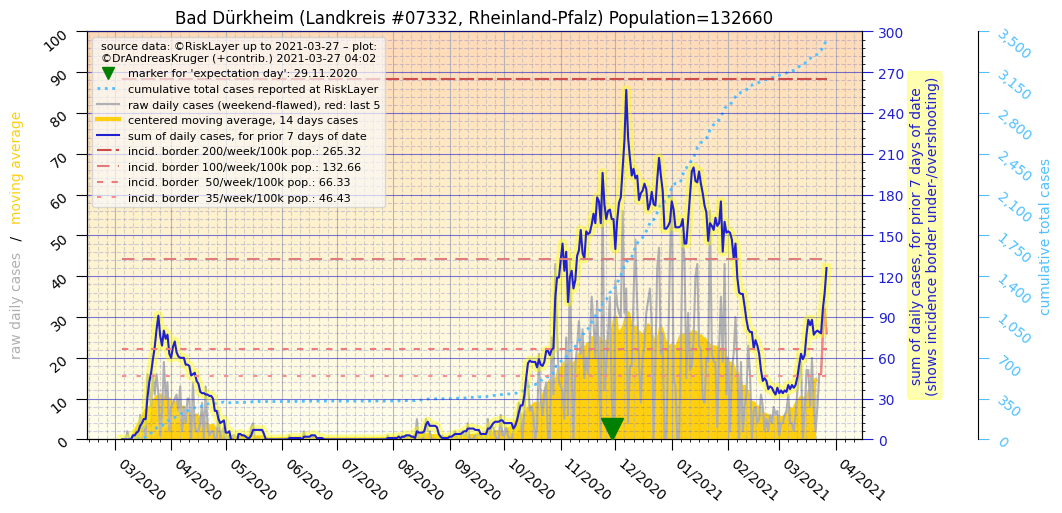 Bad Dürkheim (Landkreis #07332, Rheinland-Pfalz) Population=132660
source data: ©RiskLayer up to 2021-03-27 – plot:
©DrAndreasKruger (+contrib.) 2021-03-27 04:02
marker for 'expectation day': 29.11.2020
cumulative total cases reported at RiskLayer
raw daily cases (weekend-flawed), red: last 5
centered moving average, 14 days cases
sum of daily cases, for prior 7 days of date
incid. border 200/week/100k pop.: 265.32
incid. border 100/week/100k pop.: 132.66
incid. border  50/week/100k pop.: 66.33
incid. border  35/week/100k pop.: 46.43
raw daily cases / moving average
100
90
80
70
60
50
40
30
20
10
0
03/2020
04/2020
05/2020
06/2020
07/2020
08/2020
09/2020
10/2020
11/2020
12/2020
01/2021
02/2021
03/2021
04/2021
300
270
240
210
180
150
120
90
60
30
0
sum of daily cases, for prior 7 days of date
(shows incidence border under-/overshooting)
3,500
3,150
2,800
2,450
2,100
1,750
1,400
1,050
700
350
0
cumulative total cases